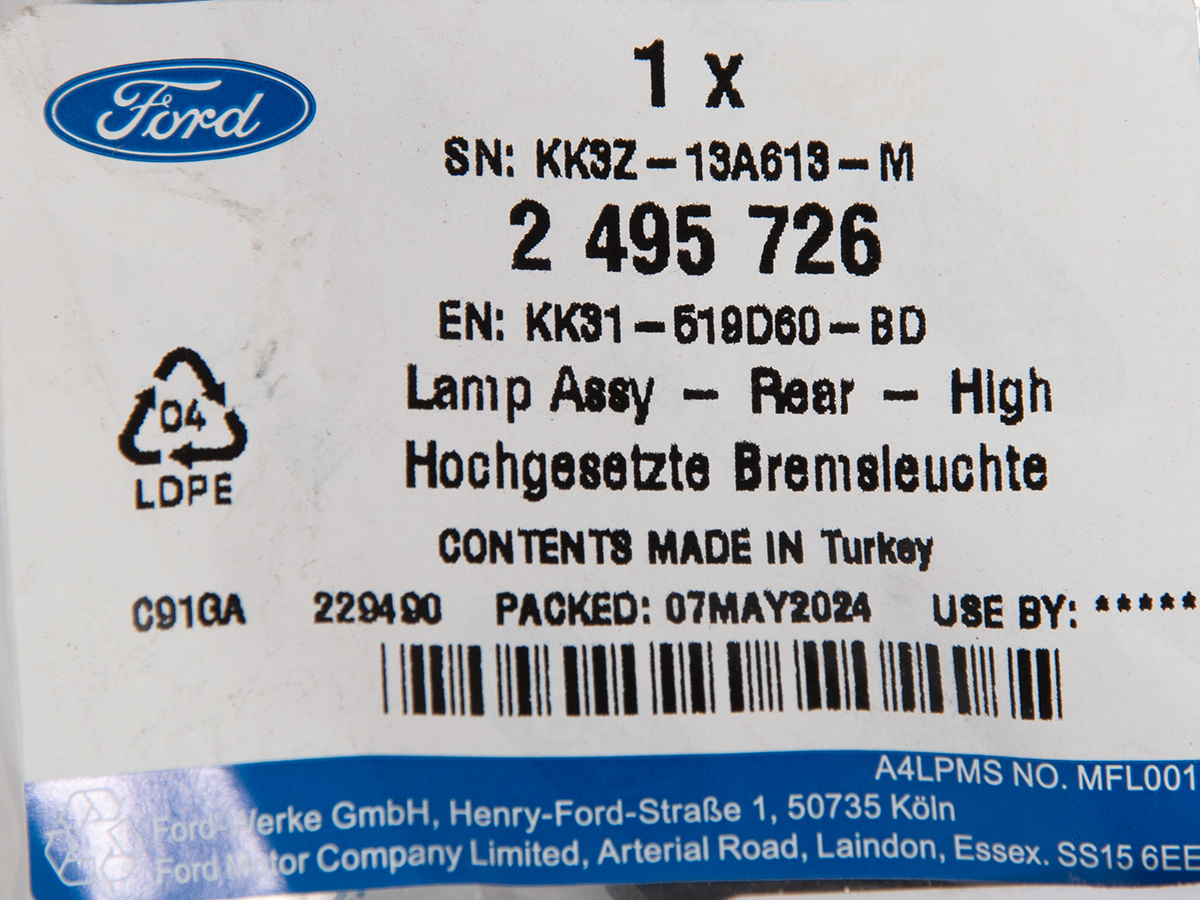 Ford
1 x
SN: KK3Z-13A613-M
2 495 726
EN: KK31-519D60-BD
Lamp Assy - Rear - High
Hochgesetzte Bremsleuchte
04
LDPE
CONTENTS MADE IN Turkey
C91GA 229490 PACKED: 07MAY2024 USE BY: *****
A4LPMS NO. MFL001
Ford-Werke GmbH, Henry-Ford-Straße 1, 50735 Köln
Ford Motor Company Limited, Arterial Road, Laindon, Essex. SS15 6EE